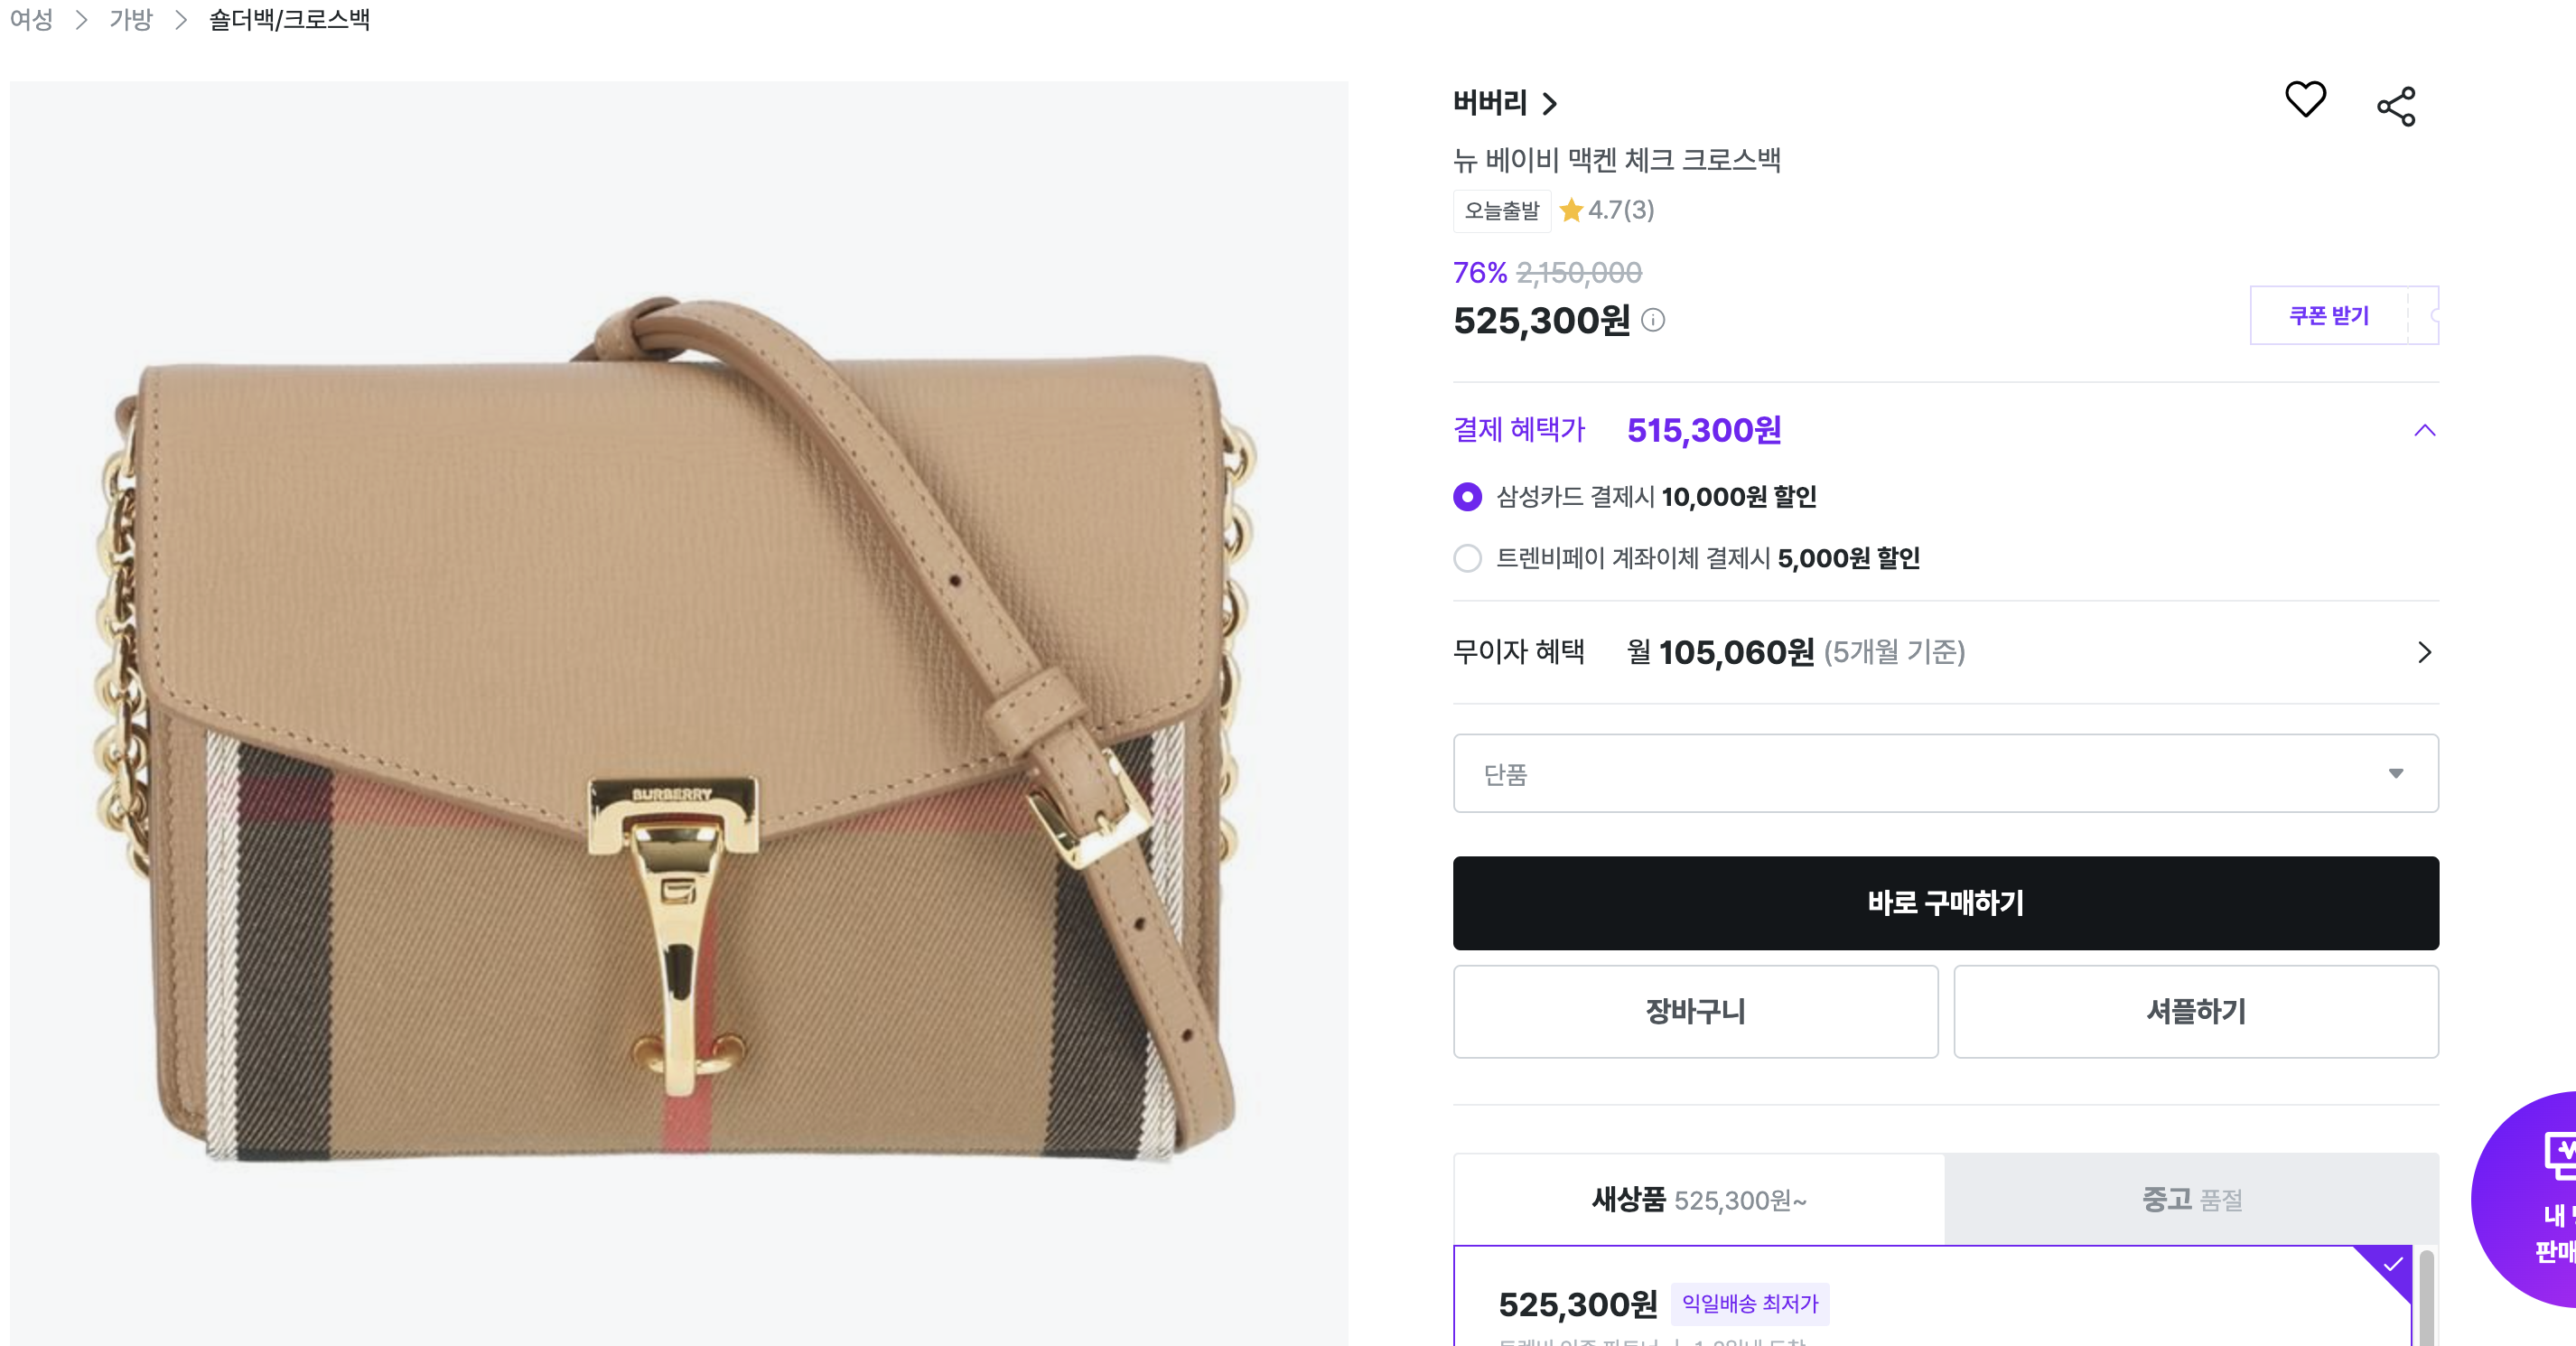 여성 > 가방 > 숄더백/크로스백
버버리 >
뉴 베이비 맥켄 체크 크로스백
오늘출발 ★ 4.7(3)
76% 2,150,000
525,300원
쿠폰 받기
결제 혜택가 515,300원
삼성카드 결제시 10,000원 할인
트렌비페이 계좌이체 결제시 5,000원 할인
무이자 혜택 월 105,060원 (5개월 기준)
단품
BURBERRY
바로 구매하기
장바구니 셔플하기
새상품 525,300원~ 중고 품절
내
판매
525,300원 익일배송 최저가